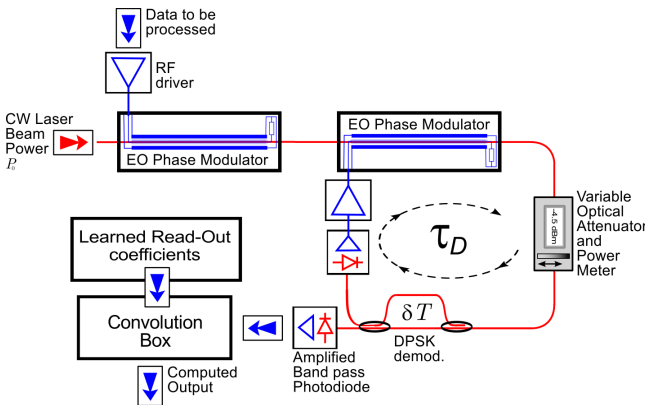 Data to be
processed
RF
driver
CW Laser
Beam
Power
P₀
EO Phase Modulator
EO Phase Modulator
Variable
Optical
Attenuator
and
Power
Meter
-4.5 dBm
τD
Learned Read-Out
coefficients
Convolution
Box
δT
DPSK
demod.
Amplified
Band pass
Photodiode
Computed
Output